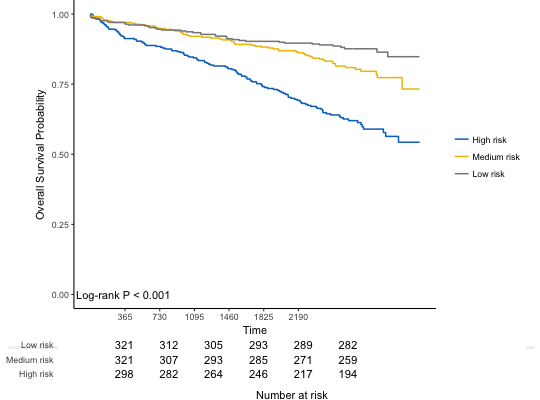 1.00
0.75
0.50
0.25
0.00
Overall Survival Probability
Log-rank P < 0.001
365 730 1095 1460 1825 2190
Time
High risk
Medium risk
Low risk
Low risk 321 312 305 293 289 282
Medium risk 321 307 293 285 271 259
High risk 298 282 264 246 217 194
Number at risk